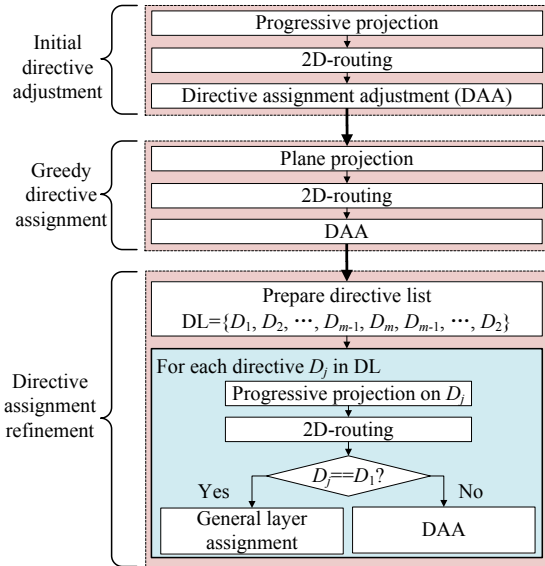 Initial
directive
adjustment
Progressive projection
2D-routing
Directive assignment adjustment (DAA)
Greedy
directive
assignment
Plane projection
2D-routing
DAA
Directive
assignment
refinement
Prepare directive list
DL={D1, D2, ⋯, Dm-1, Dm, Dm-1, ⋯, D2}
For each directive Dj in DL
Progressive projection on Dj
2D-routing
Dj==D1?
Yes
No
General layer
assignment
DAA